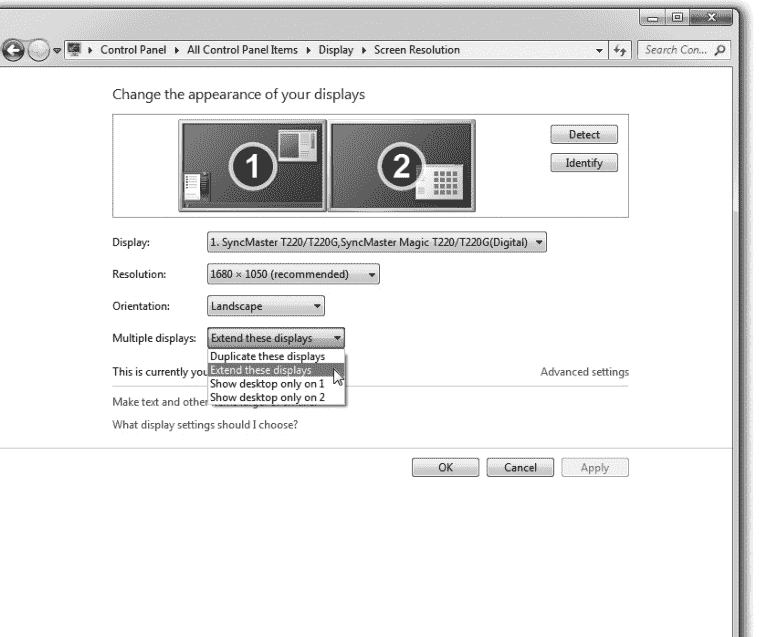 Control Panel ▸ All Control Panel Items ▸ Display ▸ Screen Resolution Search Con...
Change the appearance of your displays
1 2
Detect
Identify
Display: 1. SyncMaster T220/T220G,SyncMaster Magic T220/T220G(Digital)
Resolution: 1680 × 1050 (recommended)
Orientation: Landscape
Multiple displays: Extend these displays
Duplicate these displays
This is currently you Extend these displays Advanced settings
Show desktop only on 1
Make text and other
Show desktop only on 2
What display settings should I choose?
OK Cancel Apply